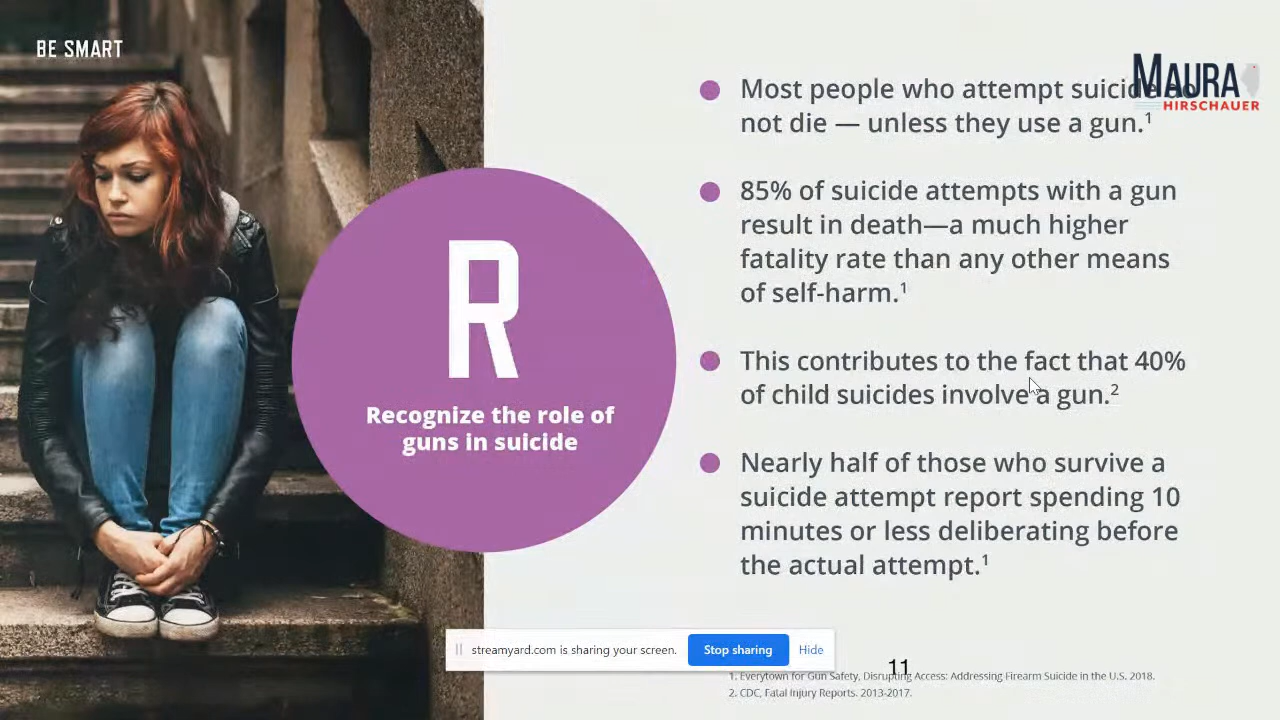 BE SMART
MAURA
HIRSCHAUER
Most people who attempt suicide do
not die — unless they use a gun.¹
85% of suicide attempts with a gun
result in death—a much higher
fatality rate than any other means
of self-harm.¹
R
Recognize the role of
guns in suicide
This contributes to the fact that 40%
of child suicides involve a gun.²
Nearly half of those who survive a
suicide attempt report spending 10
minutes or less deliberating before
the actual attempt.¹
streamyard.com is sharing your screen.
Stop sharing
Hide
11
1. Everytown for Gun Safety, Disrupting Access: Addressing Firearm Suicide in the U.S. 2018.
2. CDC, Fatal Injury Reports. 2013-2017.